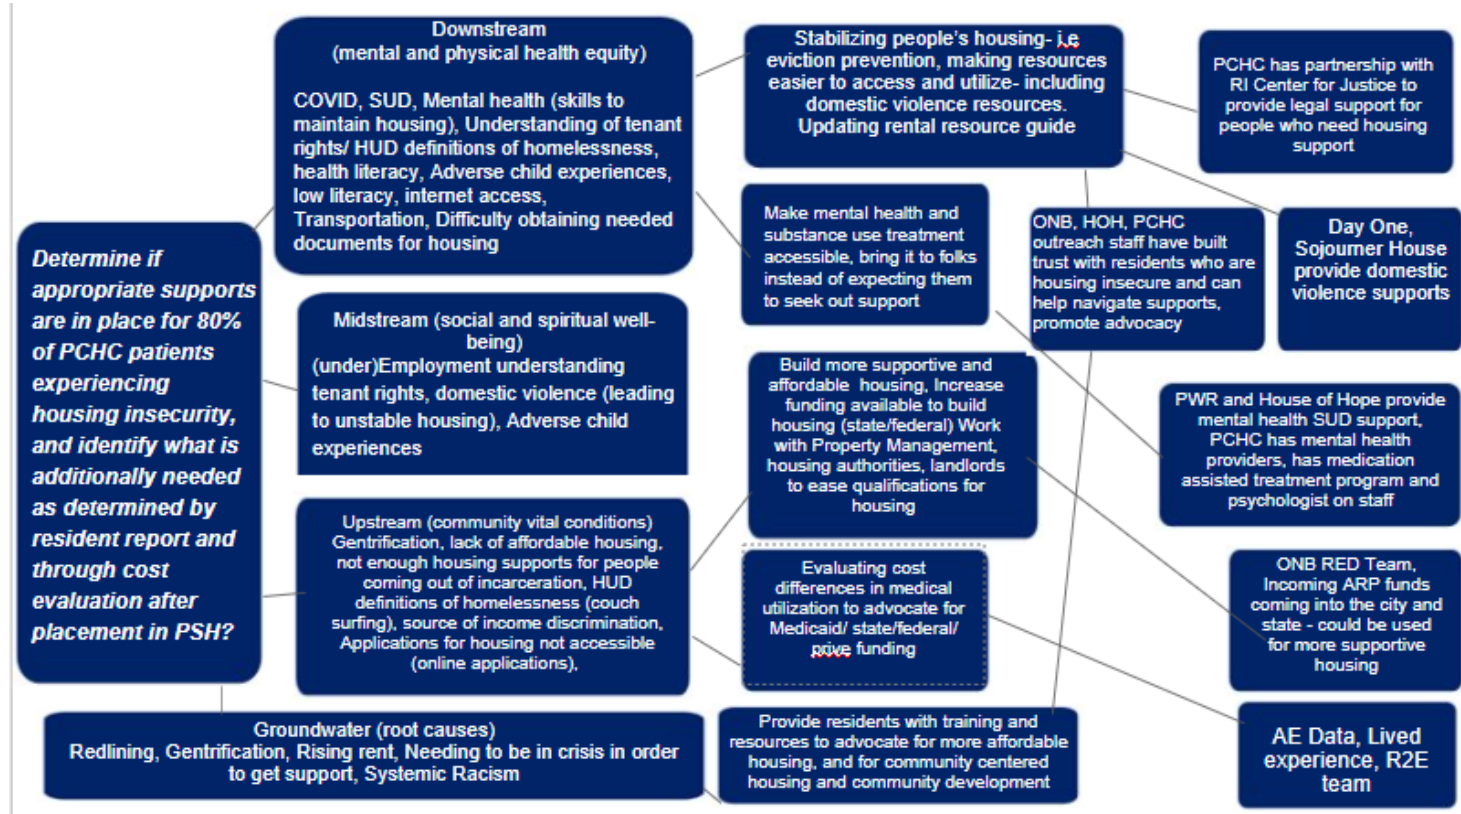 Determine if
appropriate supports
are in place for 80%
of PCHC patients
experiencing
housing insecurity,
and identify what is
additionally needed
as determined by
resident report and
through cost
evaluation after
placement in PSH?
Downstream
(mental and physical health equity)
COVID, SUD, Mental health (skills to
maintain housing), Understanding of tenant
rights/ HUD definitions of homelessness,
health literacy, Adverse child experiences,
low literacy, internet access,
Transportation, Difficulty obtaining needed
documents for housing
Midstream (social and spiritual well-
being)
(under)Employment understanding
tenant rights, domestic violence (leading
to unstable housing), Adverse child
experiences
Upstream (community vital conditions)
Gentrification, lack of affordable housing,
not enough housing supports for people
coming out of incarceration, HUD
definitions of homelessness (couch
surfing), source of income discrimination,
Applications for housing not accessible
(online applications),
Groundwater (root causes)
Redlining, Gentrification, Rising rent, Needing to be in crisis in order
to get support, Systemic Racism
Stabilizing people's housing- i.e
eviction prevention, making resources
easier to access and utilize- including
domestic violence resources.
Updating rental resource guide
Make mental health and
substance use treatment
accessible, bring it to folks
instead of expecting them
to seek out support
Build more supportive and
affordable housing, Increase
funding available to build
housing (state/federal) Work
with Property Management,
housing authorities, landlords
to ease qualifications for
housing
Evaluating cost
differences in medical
utilization to advocate for
Medicaid/ state/federal/
prive funding
Provide residents with training and
resources to advocate for more affordable
housing, and for community centered
housing and community development
PCHC has partnership with
RI Center for Justice to
provide legal support for
people who need housing
support
ONB, HOH, PCHC
outreach staff have built
trust with residents who are
housing insecure and can
help navigate supports,
promote advocacy
Day One,
Sojourner House
provide domestic
violence supports
PWR and House of Hope provide
mental health SUD support,
PCHC has mental health
providers, has medication
assisted treatment program and
psychologist on staff
ONB RED Team,
Incoming ARP funds
coming into the city and
state - could be used
for more supportive
housing
AE Data, Lived
experience, R2E
team